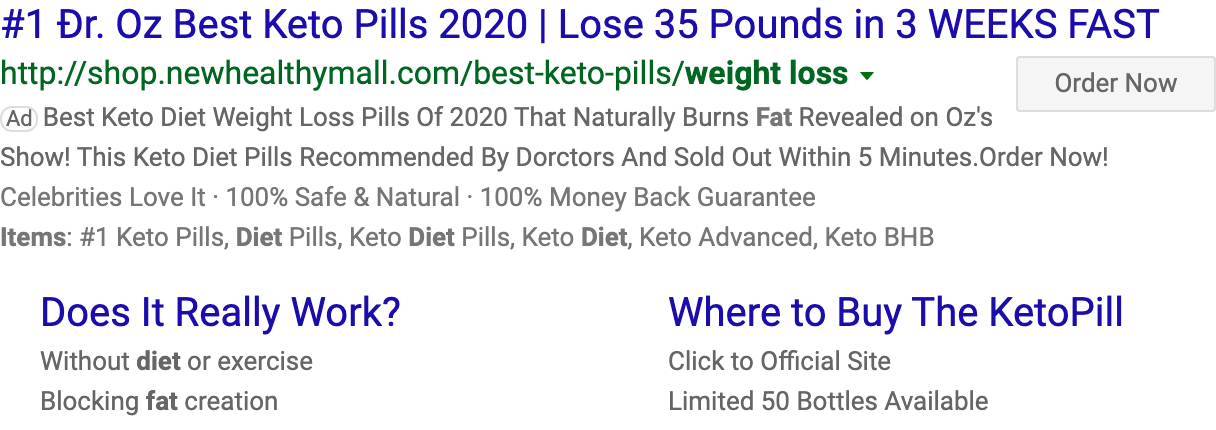 #1 Đr. Oz Best Keto Pills 2020 | Lose 35 Pounds in 3 WEEKS FAST
http://shop.newhealthymall.com/best-keto-pills/weight loss
Order Now
Ad Best Keto Diet Weight Loss Pills Of 2020 That Naturally Burns Fat Revealed on Oz's
Show! This Keto Diet Pills Recommended By Dorctors And Sold Out Within 5 Minutes.Order Now!
Celebrities Love It · 100% Safe & Natural · 100% Money Back Guarantee
Items: #1 Keto Pills, Diet Pills, Keto Diet Pills, Keto Diet, Keto Advanced, Keto BHB
Does It Really Work?
Without diet or exercise
Blocking fat creation
Where to Buy The KetoPill
Click to Official Site
Limited 50 Bottles Available